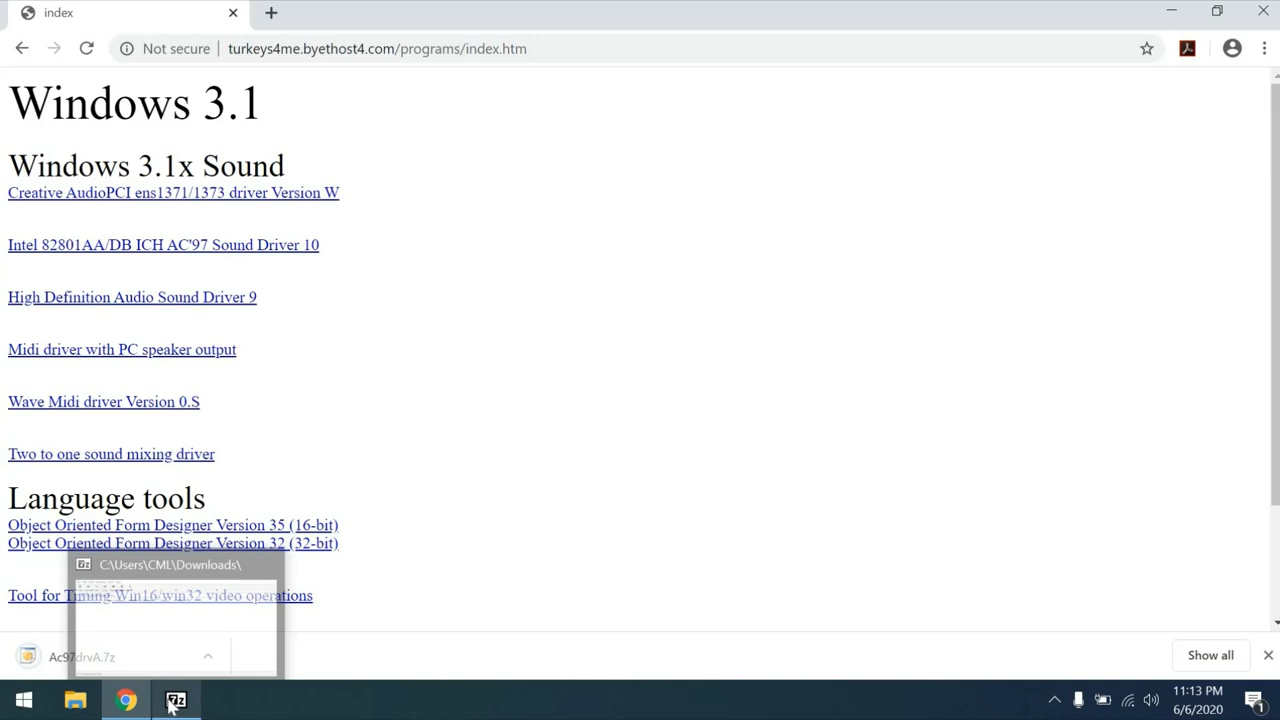 index
Not secure turkeys4me.byethost4.com/programs/index.htm
Windows 3.1
Windows 3.1x Sound
Creative AudioPCI ens1371/1373 driver Version W
Intel 82801AA/DB ICH AC'97 Sound Driver 10
High Definition Audio Sound Driver 9
Midi driver with PC speaker output
Wave Midi driver Version 0.S
Two to one sound mixing driver
Language tools
Object Oriented Form Designer Version 35 (16-bit)
Object Oriented Form Designer Version 32 (32-bit)
C:\Users\CML\Downloads\
Tool for Timing Win16/win32 video operations
Ac97drvA.7z
Show all
7z
11:13 PM
6/6/2020
1